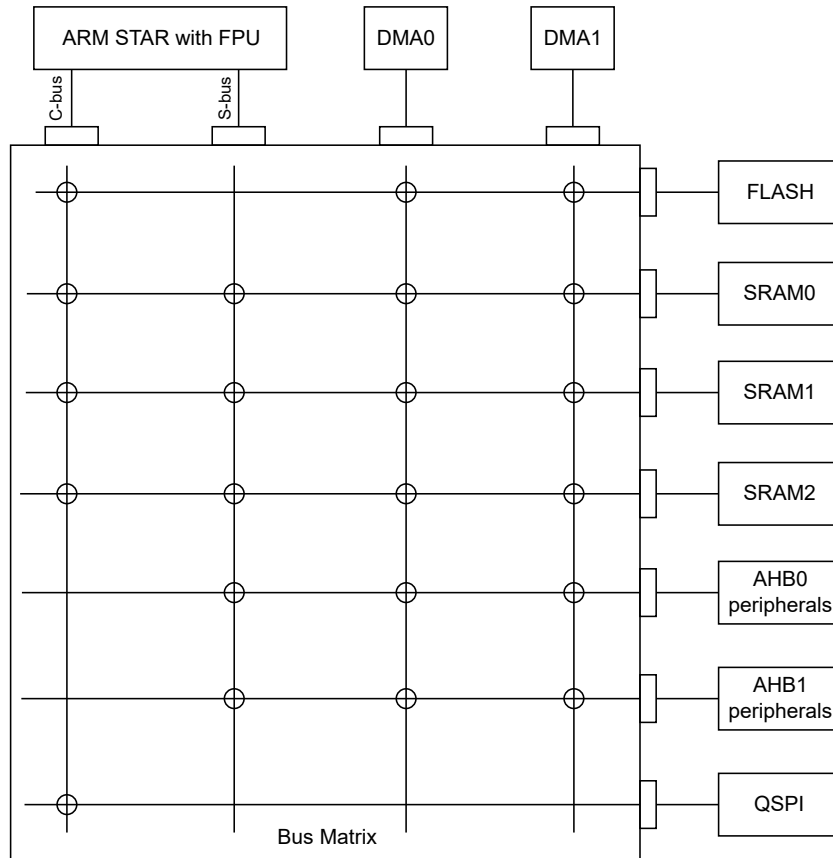 ARM STAR with FPU
DMA0
DMA1
C-bus
S-bus
FLASH
SRAM0
SRAM1
SRAM2
AHB0
peripherals
AHB1
peripherals
QSPI
Bus Matrix